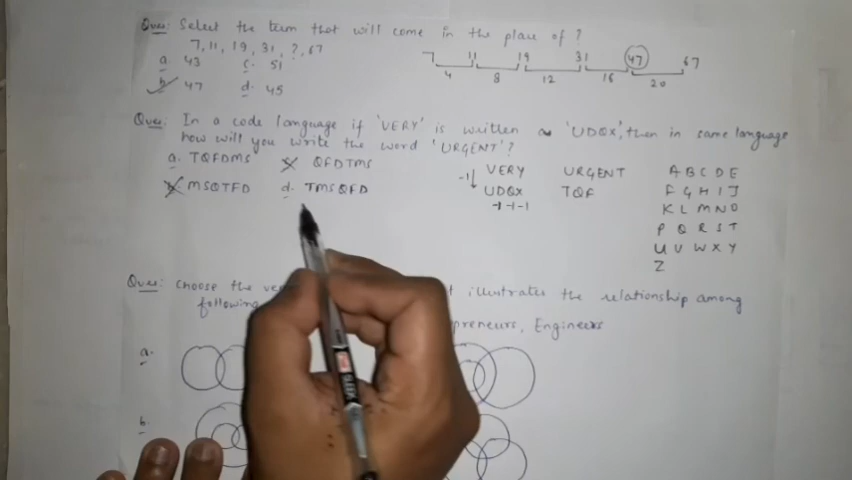 Ques: Select the term that will come in the place of ?
7, 11, 19, 31, ?, 67
a 43 c. 51
b 47 d. 45
7 11 19 31 47 67
4 8 12 16 20
Ques: In a code language if 'VERY' is written as 'UDQX', then in same language
how will you write the word 'URGENT'?
a. TQFDMS QFDTMS
b. MSQTFD d. TMSQFD
-1 VERY URGENT
UDQX TQF
-1-1-1
A B C D E
F G H I J
K L M N O
P Q R S T
U V W X Y
Z
Ques: Choose the illustrates the relationship among
following preneurs, Engineers
a.
b.